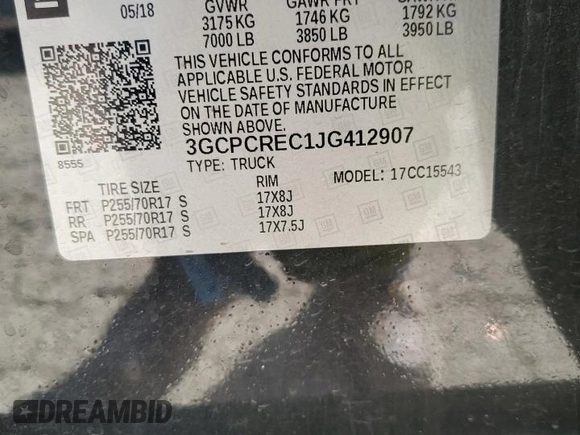 05/18
GVWR GAWR FRT
3175 KG 1746 KG 1792 KG
7000 LB 3850 LB 3950 LB
THIS VEHICLE CONFORMS TO ALL
APPLICABLE U.S. FEDERAL MOTOR
VEHICLE SAFETY STANDARDS IN EFFECT
ON THE DATE OF MANUFACTURE
SHOWN ABOVE.
8555
3GCPCREC1JG412907
TYPE: TRUCK
MODEL: 17CC15543
TIRE SIZE RIM
FRT P255/70R17 S 17X8J
RR P255/70R17 S 17X8J
SPA P255/70R17 S 17X7.5J
DREAMBID